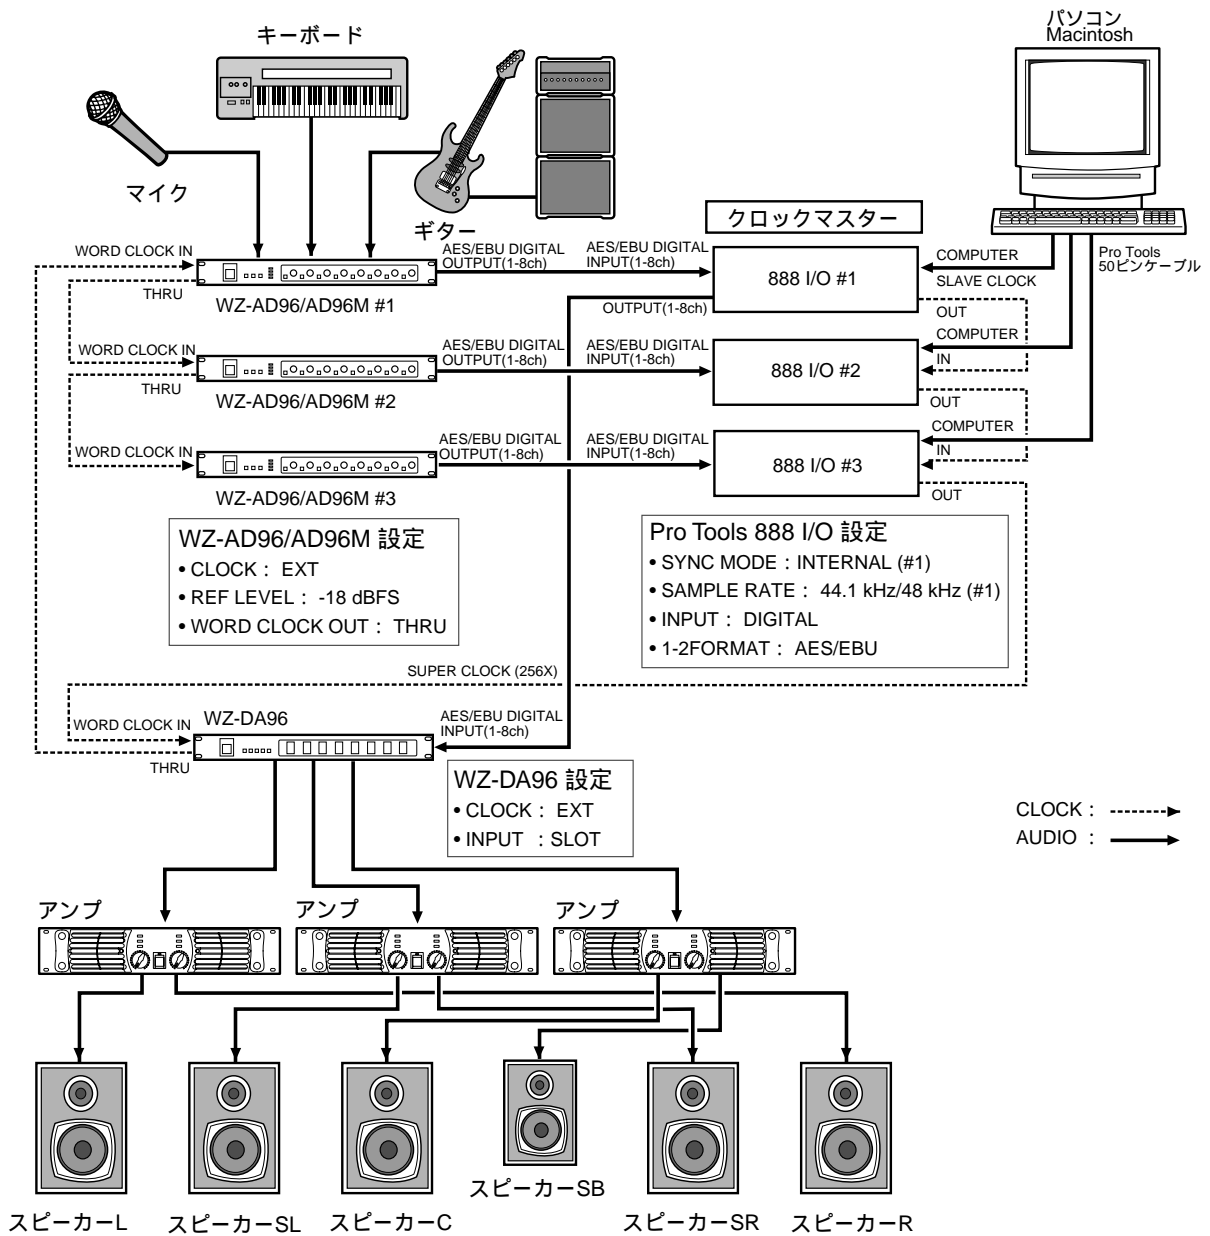 キーボード
パソコン
Macintosh
マイク
ギター
クロックマスター
WORD CLOCK IN
THRU
WZ-AD96/AD96M #1
AES/EBU DIGITAL
OUTPUT(1-8ch)
AES/EBU DIGITAL
INPUT(1-8ch)
888 I/O #1
OUTPUT(1-8ch)
COMPUTER
SLAVE CLOCK
OUT
Pro Tools
50ピンケーブル
WORD CLOCK IN
THRU
WZ-AD96/AD96M #2
AES/EBU DIGITAL
OUTPUT(1-8ch)
AES/EBU DIGITAL
INPUT(1-8ch)
888 I/O #2
COMPUTER
IN
OUT
WORD CLOCK IN
WZ-AD96/AD96M #3
AES/EBU DIGITAL
OUTPUT(1-8ch)
AES/EBU DIGITAL
INPUT(1-8ch)
888 I/O #3
COMPUTER
IN
OUT
WZ-AD96/AD96M 設定
• CLOCK： EXT
• REF LEVEL： -18 dBFS
• WORD CLOCK OUT： THRU
Pro Tools 888 I/O 設定
• SYNC MODE：INTERNAL (#1)
• SAMPLE RATE： 44.1 kHz/48 kHz (#1)
• INPUT： DIGITAL
• 1-2FORMAT： AES/EBU
SUPER CLOCK (256X)
WORD CLOCK IN
THRU
WZ-DA96
AES/EBU DIGITAL
INPUT(1-8ch)
WZ-DA96 設定
• CLOCK： EXT
• INPUT ：SLOT
CLOCK：
AUDIO ：
アンプ
アンプ
アンプ
スピーカーL
スピーカーSL
スピーカーC
スピーカーSB
スピーカーSR
スピーカーR